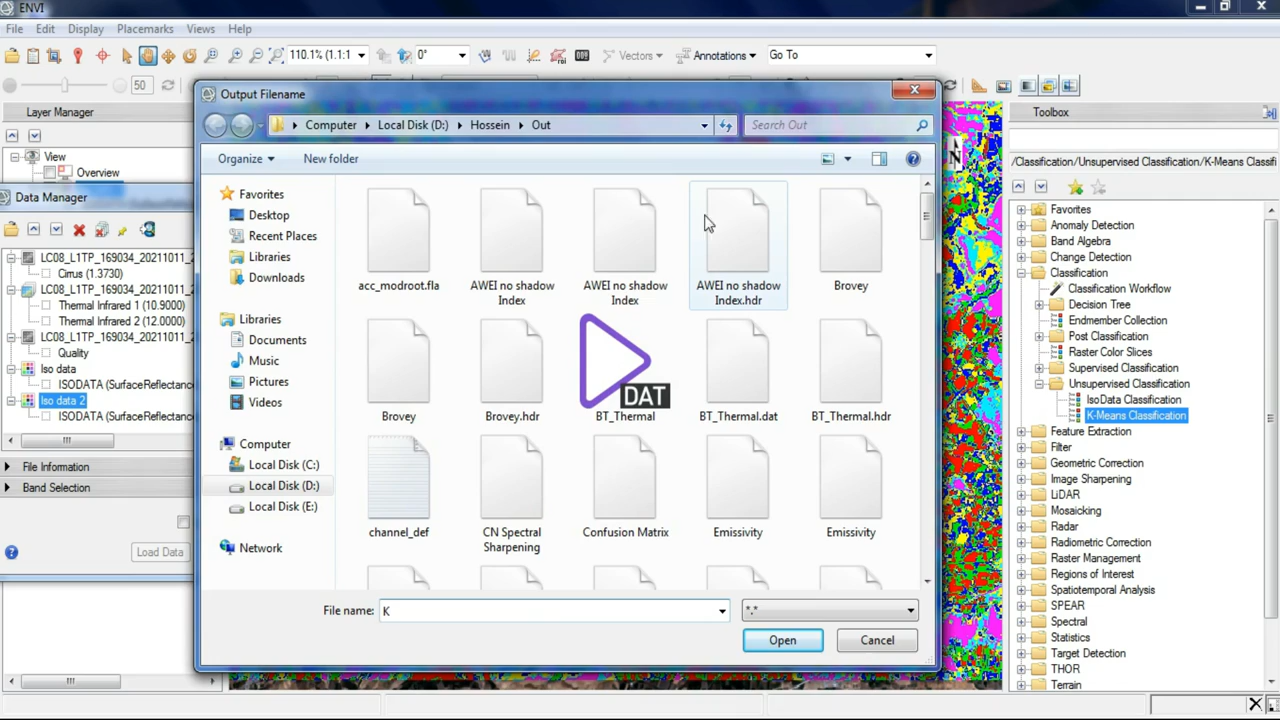 ENVI
File Edit Display Placemarks Views Help
110.1% (1.1:1 0° Vectors Annotations Go To
50
Layer Manager
View
Overview
Data Manager
LC08_L1TP_169034_20211011_
Cirrus (1.3730)
LC08_L1TP_169034_20211011_
Thermal Infrared 1 (10.9000)
Thermal Infrared 2 (12.0000)
LC08_L1TP_169034_20211011_2
Quality
Iso data
ISODATA (SurfaceReflectance
Iso data 2
ISODATA (SurfaceReflectance
File Information
Band Selection
Load Data
Output Filename
Computer Local Disk (D:) Hossein Out
Search Out
Organize New folder
Favorites
Desktop
Recent Places
Libraries
Downloads
Libraries
Documents
Music
Pictures
Videos
Computer
Local Disk (C:)
Local Disk (D:)
Local Disk (E:)
Network
acc_modroot.fla
AWEI no shadow
Index
AWEI no shadow
Index
AWEI no shadow
Index.hdr
Brovey
Brovey
Brovey.hdr
DAT
BT_Thermal
BT_Thermal.dat
BT_Thermal.hdr
channel_def
CN Spectral
Sharpening
Confusion Matrix
Emissivity
Emissivity
File name: K
*.*
Open
Cancel
N
Toolbox
/Classification/Unsupervised Classification/K-Means Classifi
Favorites
Anomaly Detection
Band Algebra
Change Detection
Classification
Classification Workflow
Decision Tree
Endmember Collection
Post Classification
Raster Color Slices
Supervised Classification
Unsupervised Classification
IsoData Classification
K-Means Classification
Feature Extraction
Filter
Geometric Correction
Image Sharpening
LiDAR
Mosaicking
Radar
Radiometric Correction
Raster Management
Regions of Interest
Spatiotemporal Analysis
SPEAR
Spectral
Statistics
Target Detection
THOR
Terrain